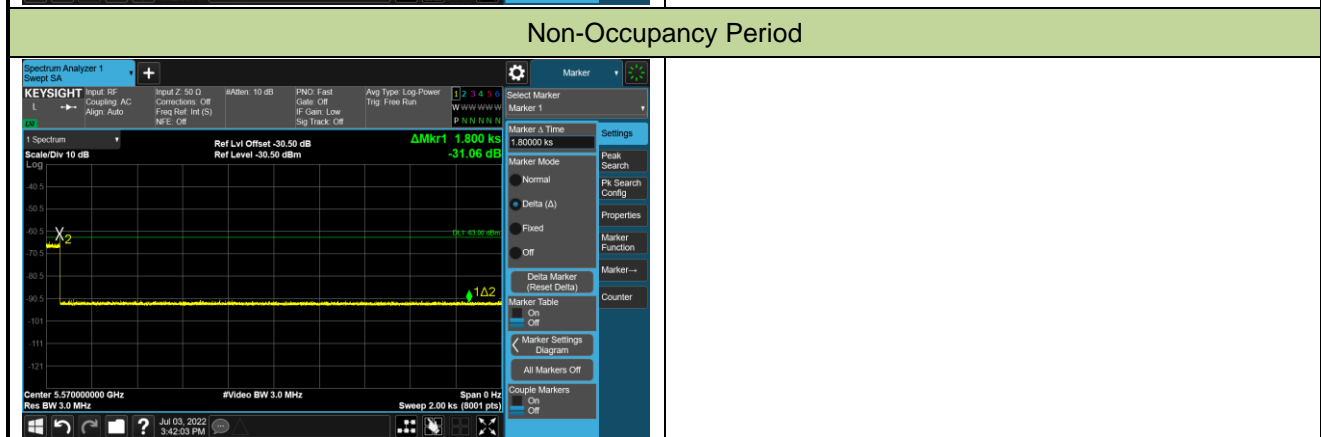 Non-Occupancy Period
Spectrum Analyzer 1
Swept SA
+
Marker
KEYSIGHT
L
LXI
Input: RF
Coupling: AC
Align: Auto
Input Z: 50 Ω
Corrections: Off
Freq Ref: Int (S)
NFE: Off
#Atten: 10 dB
PNO: Fast
Gate: Off
IF Gain: Low
Sig Track: Off
Avg Type: Log-Power
Trig: Free Run
1 2 3 4 5 6
W W W W W W
P N N N N N
Select Marker
Marker 1
1 Spectrum
Scale/Div 10 dB
Log
Ref Lvl Offset -30.50 dB
Ref Level -30.50 dBm
ΔMkr1 1.800 ks
-31.06 dB
-40.5
-50.5
-60.5
-70.5
-80.5
-90.5
-101
-111
-121
X2
DL1 -63.00 dBm
1Δ2
Center 5.570000000 GHz
Res BW 3.0 MHz
#Video BW 3.0 MHz
Span 0 Hz
Sweep 2.00 ks (8001 pts)
Marker Δ Time
1.80000 ks
Marker Mode
Normal
Delta (Δ)
Fixed
Off
Delta Marker
(Reset Delta)
Marker Table
On
Off
Marker Settings
Diagram
All Markers Off
Couple Markers
On
Off
Settings
Peak
Search
Pk Search
Config
Properties
Marker
Function
Marker→
Counter
?
Jul 03, 2022
3:42:03 PM